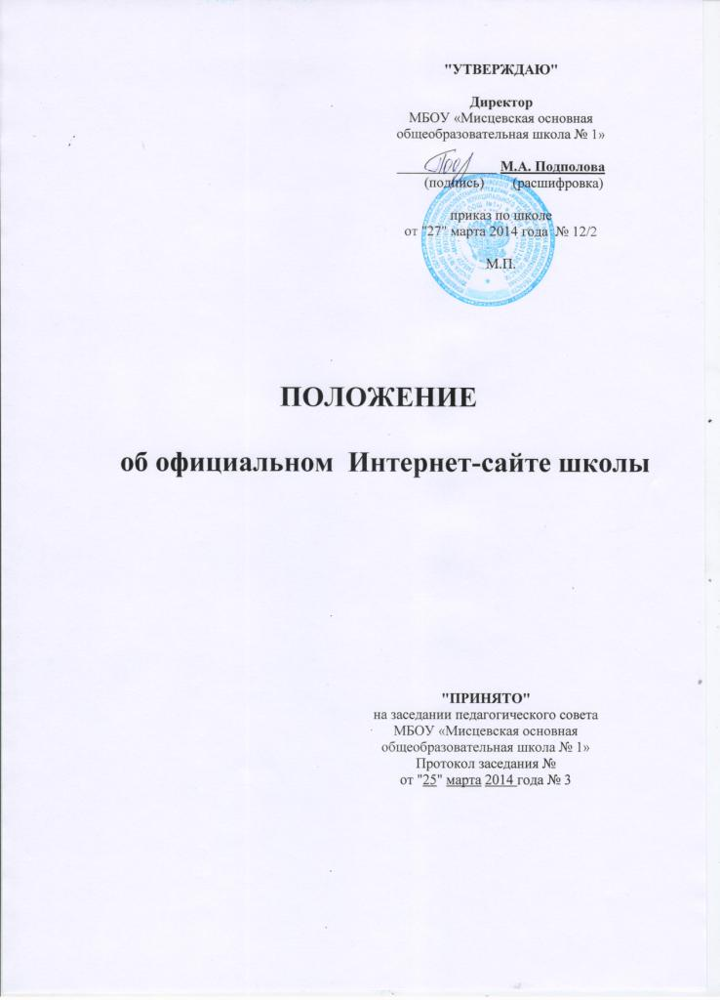 "УТВЕРЖДАЮ"
Директор
МБОУ «Мисцевская основная
общеобразовательная школа № 1»
М.А. Подполова
(подпись) (расшифровка)
приказ по школе
от "27" марта 2014 года № 12/2
М.П.
ПОЛОЖЕНИЕ
об официальном Интернет-сайте школы
"ПРИНЯТО"
на заседании педагогического совета
МБОУ «Мисцевская основная
общеобразовательная школа № 1»
Протокол заседания №
от "25" марта 2014 года № 3